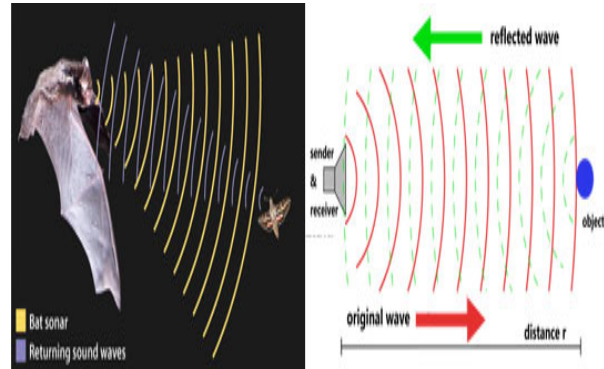 Bat sonar
Returning sound waves
reflected wave
sender
&
receiver
object
original wave
distance r